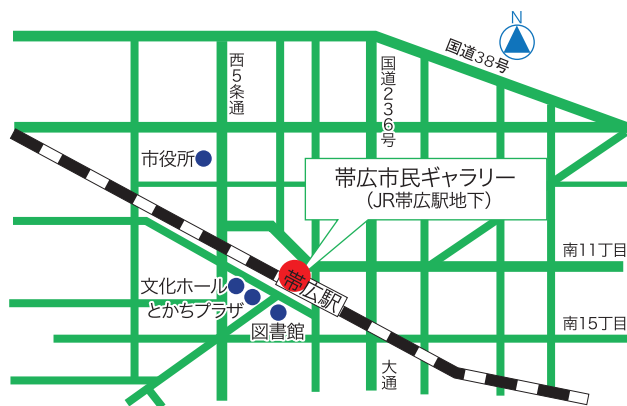 N
国道38号
西5条通
国道236号
市役所
帯広市民ギャラリー
（JR帯広駅地下）
南11丁目
帯広駅
文化ホール
とかちプラザ
図書館
南15丁目
大通